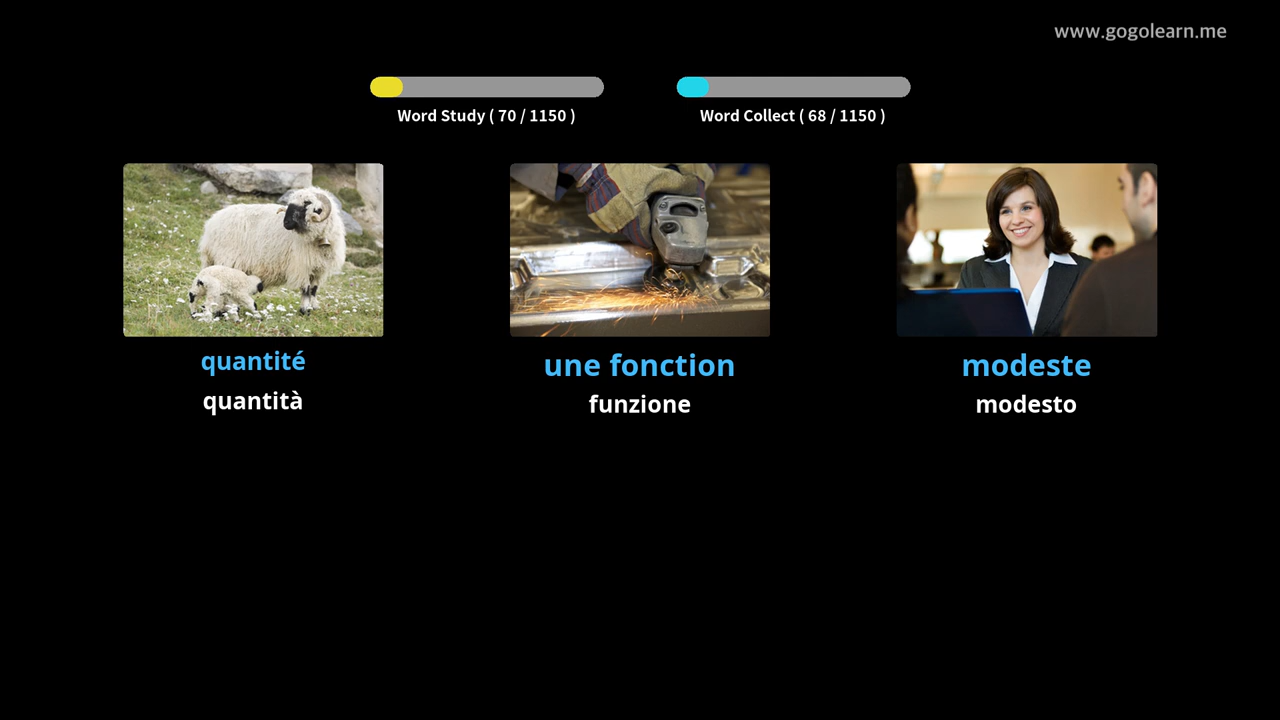 www.gogolearn.me
Word Study ( 70 / 1150 )
Word Collect ( 68 / 1150 )
quantité
quantità
une fonction
funzione
modeste
modesto